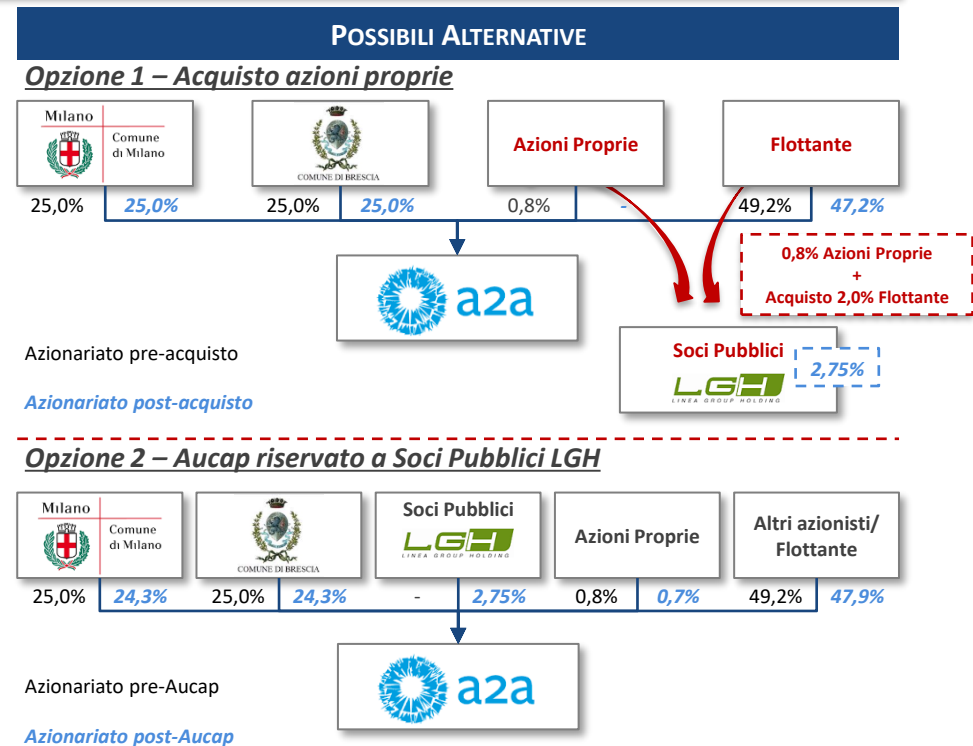 POSSIBILI ALTERNATIVE
Opzione 1 – Acquisto azioni proprie
Milano
Comune
di Milano
COMUNE DI BRESCIA
Azioni Proprie
Flottante
25,0% 25,0% 25,0% 25,0% 0,8% - 49,2% 47,2%
0,8% Azioni Proprie
+
Acquisto 2,0% Flottante
a2a
Azionariato pre-acquisto
Soci Pubblici
2,75%
LGH
LINEA GROUP HOLDING
Azionariato post-acquisto
Opzione 2 – Aucap riservato a Soci Pubblici LGH
Milano
Comune
di Milano
COMUNE DI BRESCIA
Soci Pubblici
LGH
LINEA GROUP HOLDING
Azioni Proprie
Altri azionisti/
Flottante
25,0% 24,3% 25,0% 24,3% - 2,75% 0,8% 0,7% 49,2% 47,9%
a2a
Azionariato pre-Aucap
Azionariato post-Aucap